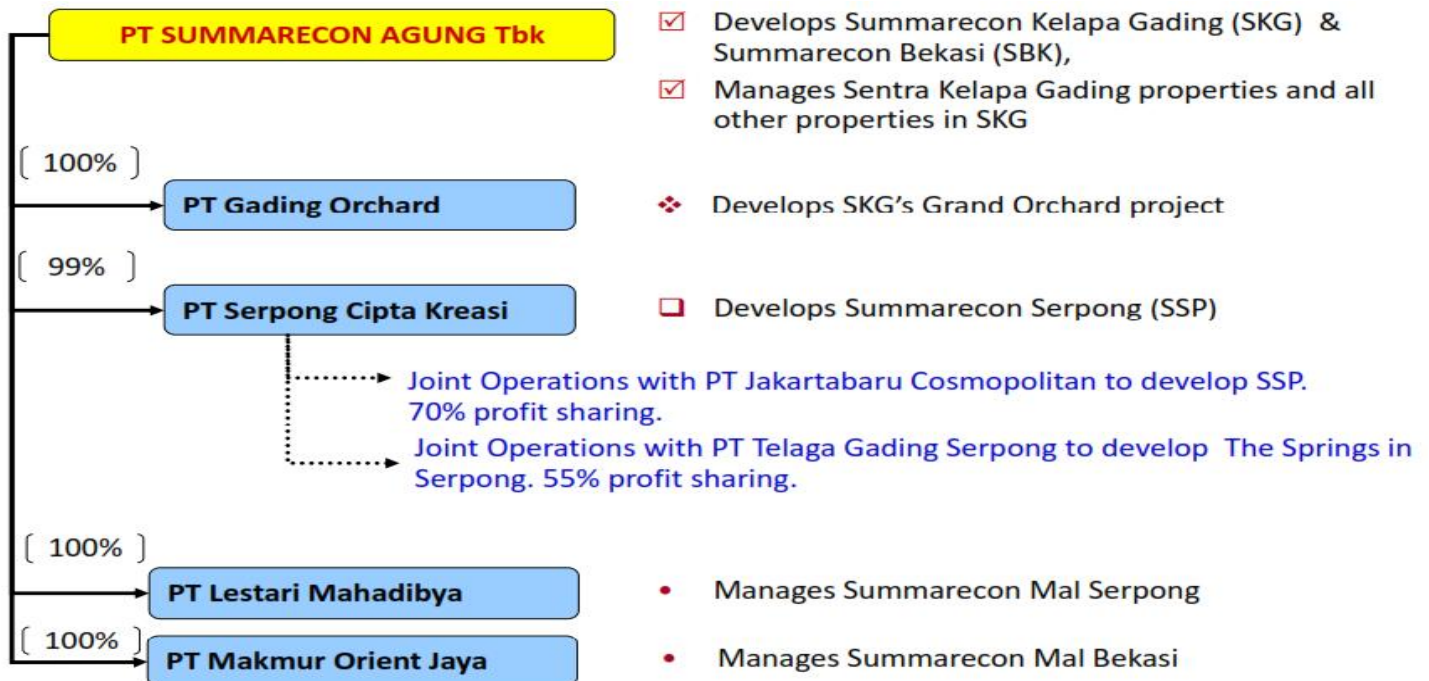 PT SUMMARECON AGUNG Tbk
☑ Develops Summarecon Kelapa Gading (SKG) &
Summarecon Bekasi (SBK),
☑ Manages Sentra Kelapa Gading properties and all
other properties in SKG
( 100% )
PT Gading Orchard
❖ Develops SKG’s Grand Orchard project
( 99% )
PT Serpong Cipta Kreasi
❑ Develops Summarecon Serpong (SSP)
Joint Operations with PT Jakartabaru Cosmopolitan to develop SSP.
70% profit sharing.
Joint Operations with PT Telaga Gading Serpong to develop The Springs in
Serpong. 55% profit sharing.
( 100% )
PT Lestari Mahadibya
• Manages Summarecon Mal Serpong
( 100% )
PT Makmur Orient Jaya
• Manages Summarecon Mal Bekasi